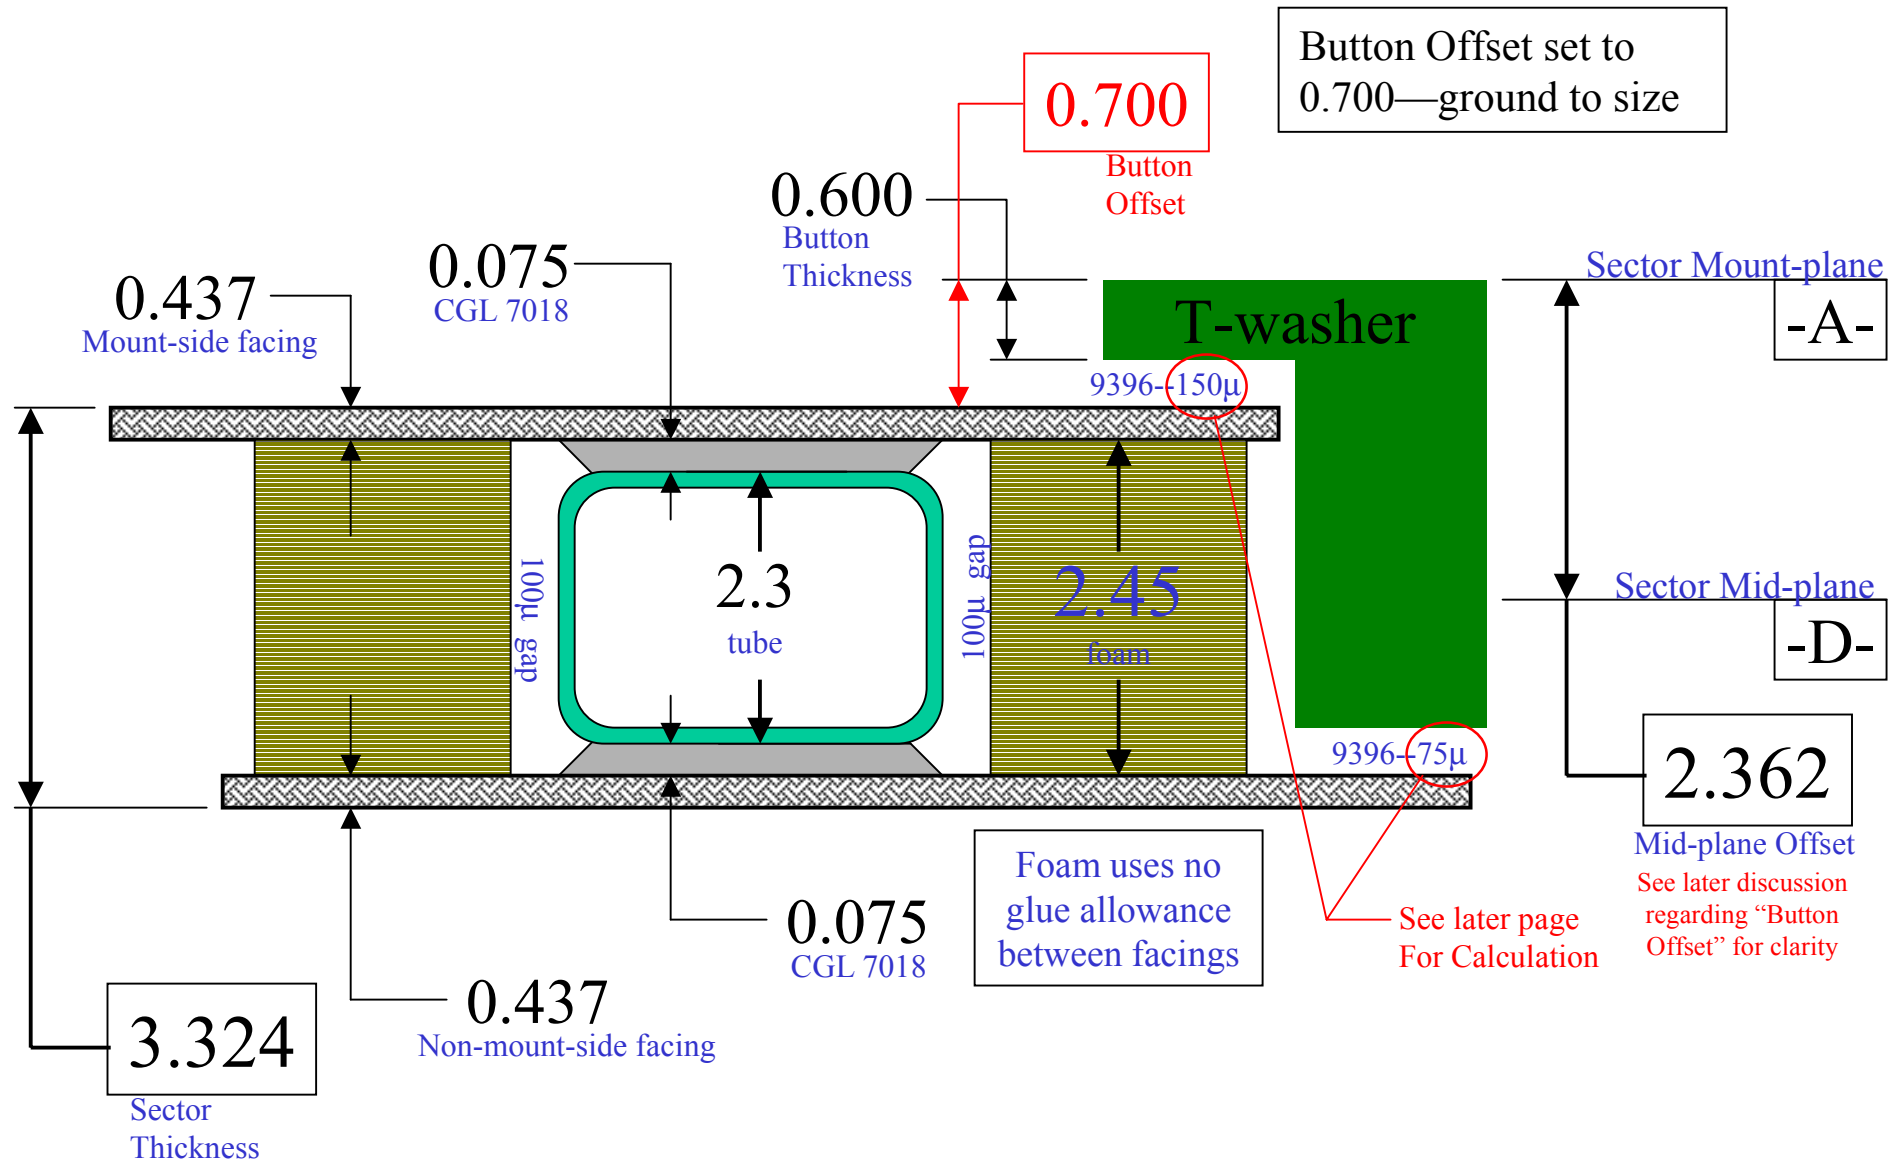 Button Offset set to
0.700—ground to size
0.700
Button
Offset
0.600
Button
Thickness
0.075
CGL 7018
0.437
Mount-side facing
Sector Mount-plane
-A-
T-washer
9396--150μ
100μ gap
2.3
tube
100μ gap
2.45
foam
Sector Mid-plane
-D-
9396--75μ
2.362
Mid-plane Offset
See later discussion
regarding “Button
Offset” for clarity
Foam uses no
glue allowance
between facings
See later page
For Calculation
0.075
CGL 7018
0.437
Non-mount-side facing
3.324
Sector
Thickness